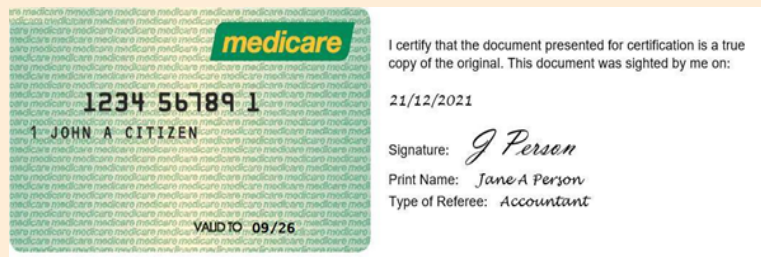 medicare
1234 56789 1
1 JOHN A CITIZEN
VALID TO 09/26
I certify that the document presented for certification is a true
copy of the original. This document was sighted by me on:
21/12/2021
Signature: J Person
Print Name: Jane A Person
Type of Referee: Accountant